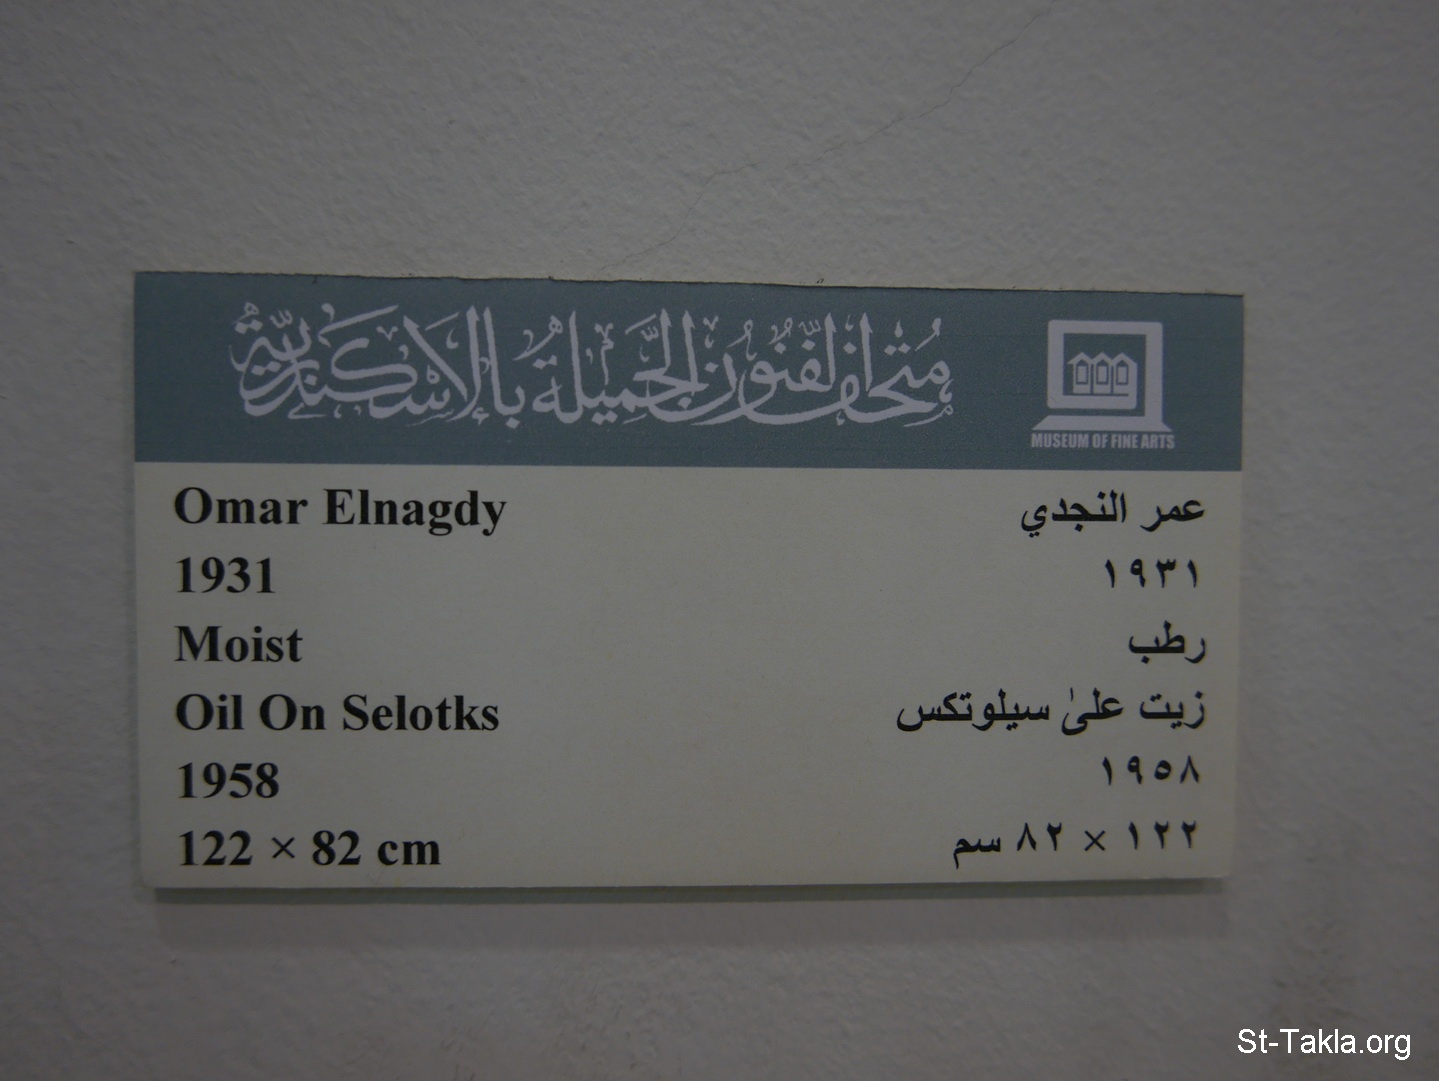 متحف الفنون الجميلة بالاسكندرية
MUSEUM OF FINE ARTS
Omar Elnagdy
عمر النجدي
1931
١٩٣١
Moist
رطب
Oil On Selotks
زيت على سيلوتكس
1958
١٩٥٨
122 × 82 cm
١٢٢ × ٨٢ سم
St-Takla.org